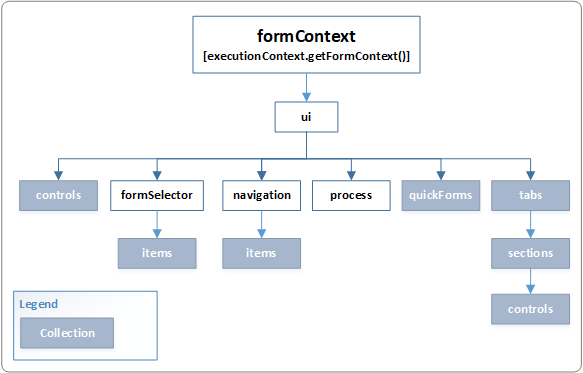 formContext
[executionContext.getFormContext()]
ui
controls
formSelector
navigation
process
quickForms
tabs
items
items
sections
controls
Legend
Collection